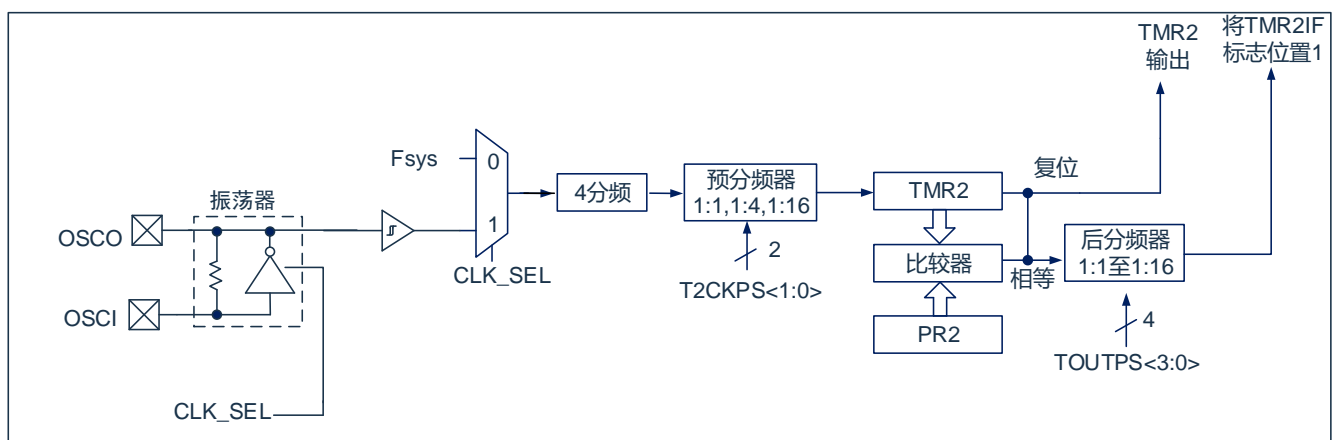 TMR2
输出
将TMR2IF
标志位置1
Fsys
0
1
CLK_SEL
4分频
预分频器
1:1,1:4,1:16
2
T2CKPS<1:0>
TMR2
复位
比较器
相等
PR2
后分频器
1:1至1:16
4
TOUTPS<3:0>
振荡器
OSCO
OSCI
CLK_SEL